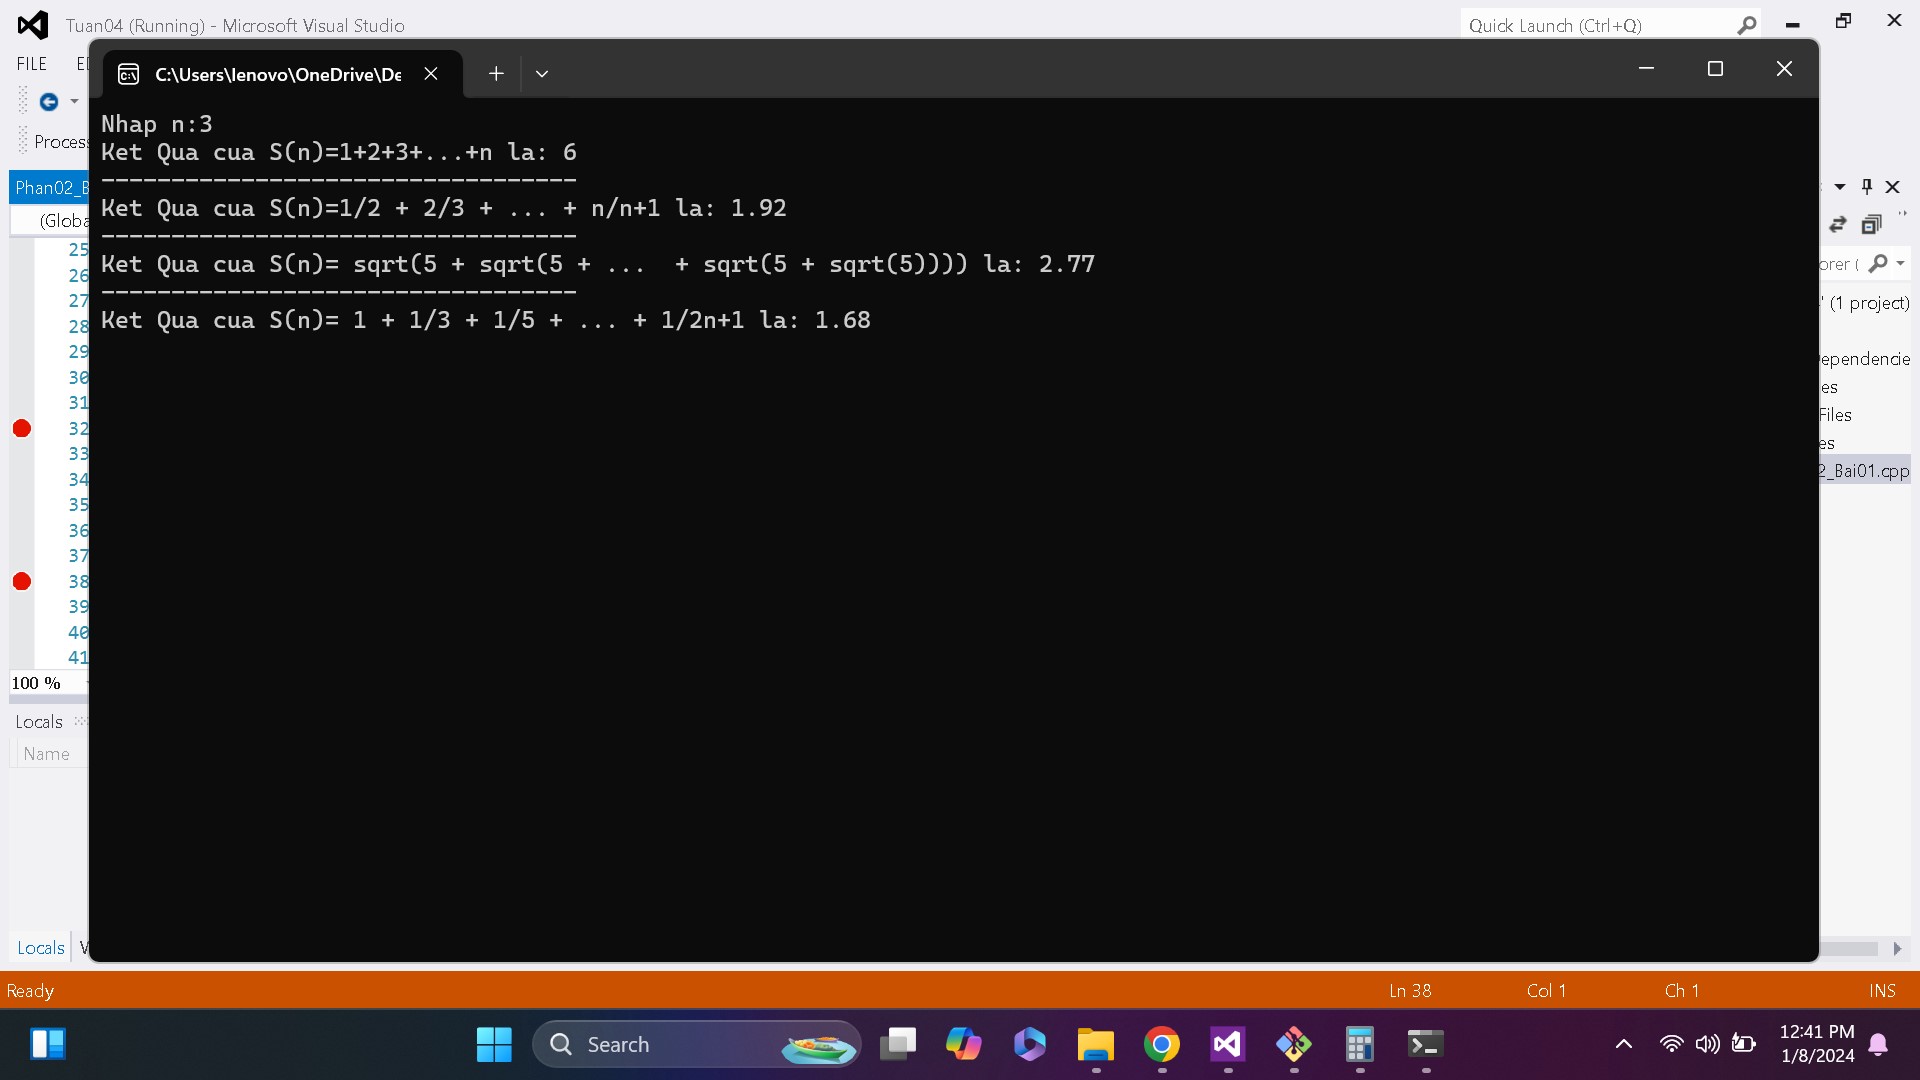 Tuan04 (Running) - Microsoft Visual Studio
Quick Launch (Ctrl+Q)
FILE
C:\Users\lenovo\OneDrive\De
Nhap n:3
Ket Qua cua S(n)=1+2+3+...+n la: 6
----------------------------------
Ket Qua cua S(n)=1/2 + 2/3 + ... + n/n+1 la: 1.92
----------------------------------
Ket Qua cua S(n)= sqrt(5 + sqrt(5 + ...  + sqrt(5 + sqrt(5)))) la: 2.77
----------------------------------
Ket Qua cua S(n)= 1 + 1/3 + 1/5 + ... + 1/2n+1 la: 1.68
Process
Phan02_B
(Globa
25
26
27
28
29
30
31
32
33
34
35
36
37
38
39
40
41
100 %
Locals
Name
Locals
orer (
' (1 project)
ependencie
es
Files
es
2_Bai01.cpp
Ready
Ln 38
Col 1
Ch 1
INS
Search
12:41 PM
1/8/2024